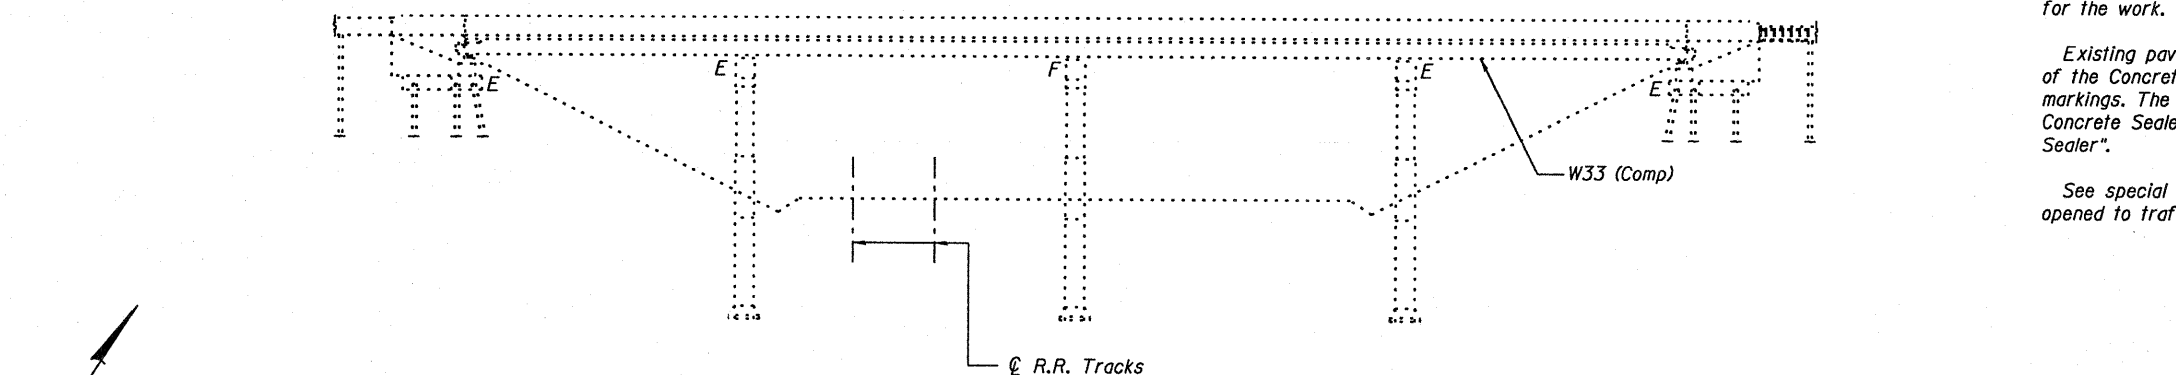 for the work.
Existing pav
of the Concret
markings. The
Concrete Seale
Sealer".
See special
opened to traf
E
F
E
E
E
W33 (Comp)
℄ R.R. Tracks